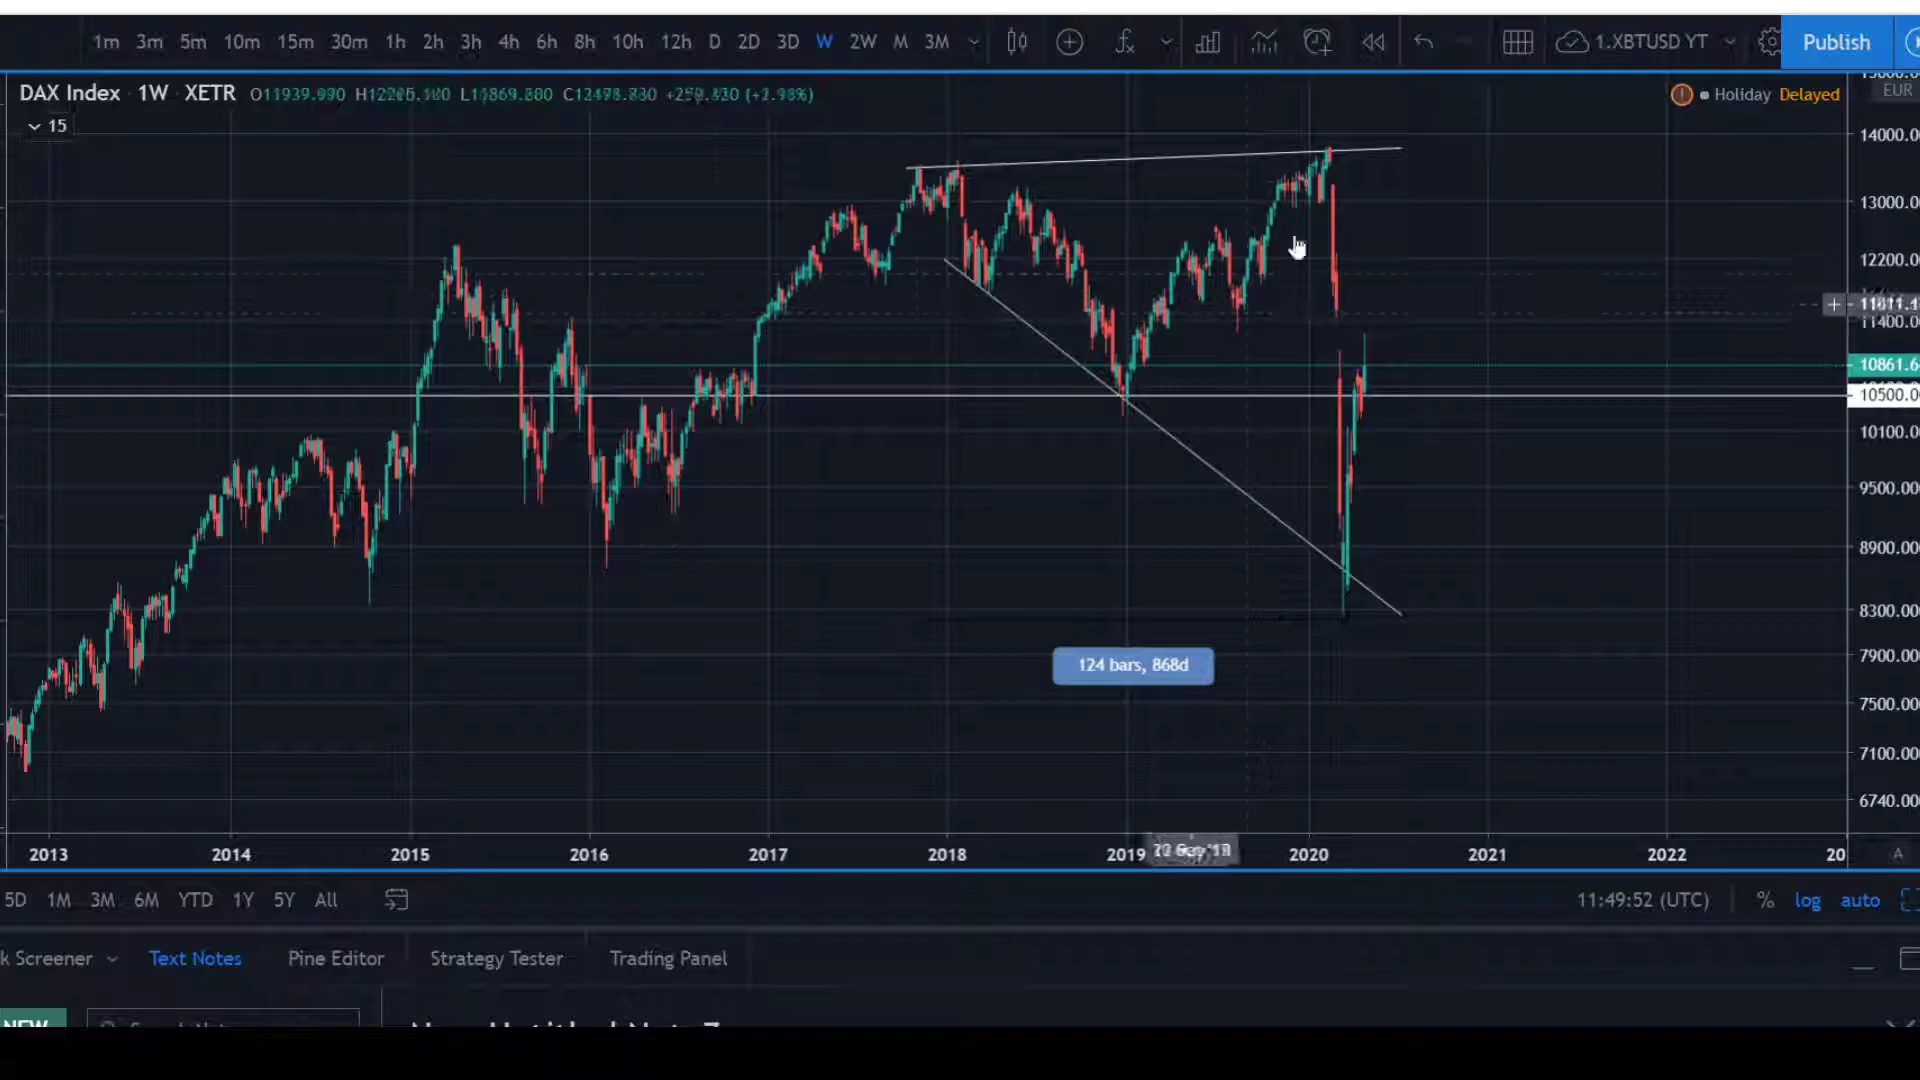 1m 3m 5m 10m 15m 30m 1h 2h 3h 4h 6h 8h 10h 12h D 2D 3D W 2W M 3M 1.XBTUSD YT Publish
DAX Index 1W XETR
Holiday Delayed
EUR
15
14000.0
13000.0
12200.0
11400.0
10861.6
10500.0
10100.0
9500.00
8900.00
8300.00
7900.00
7500.00
7100.00
6740.00
124 bars, 868d
2013 2014 2015 2016 2017 2018 2019 2020 2021 2022 20 A
5D 1M 3M 6M YTD 1Y 5Y All 11:49:52 (UTC) % log auto
k Screener Text Notes Pine Editor Strategy Tester Trading Panel
NEW